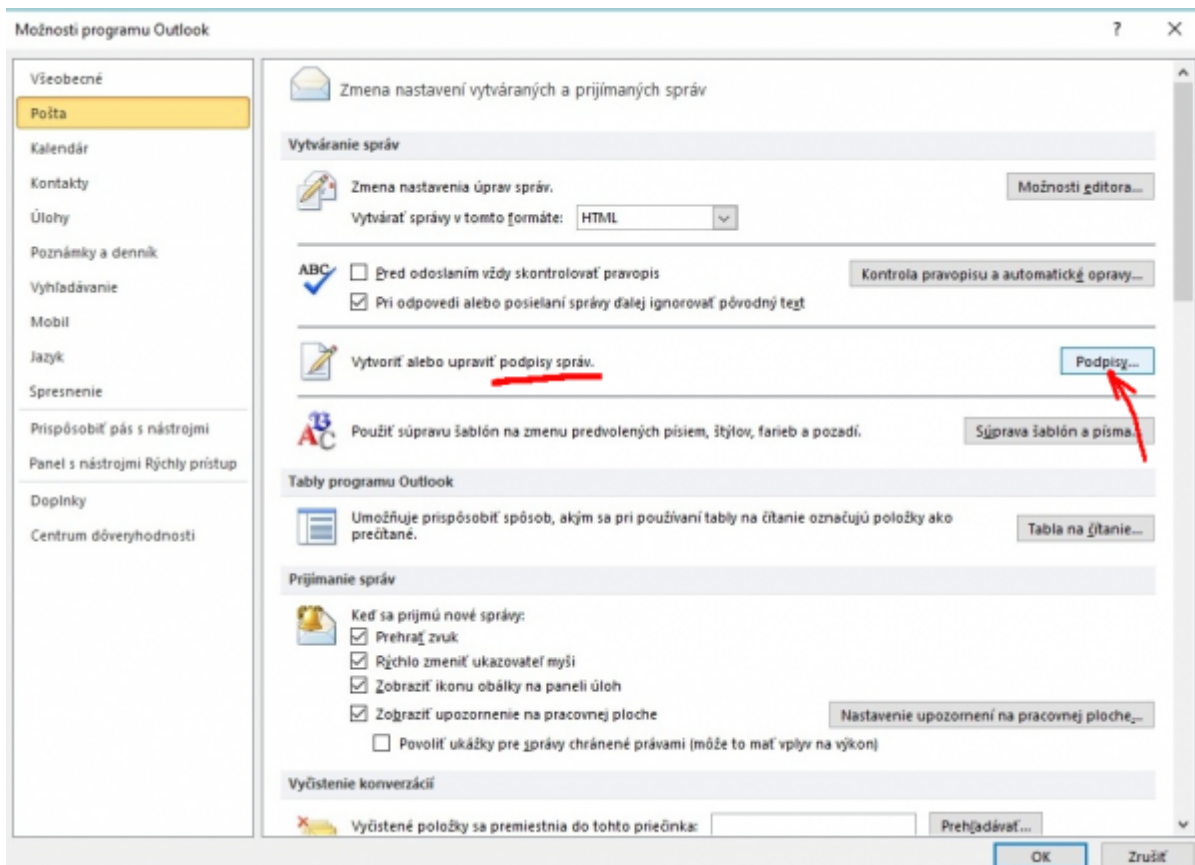 Možnosti programu Outlook
Všeobecné
Pošta
Kalendár
Kontakty
Úlohy
Poznámky a denník
Vyhľadávanie
Mobil
Jazyk
Spresnenie
Prispôsobiť pás s nástrojmi
Panel s nástrojmi Rýchly prístup
Doplnky
Centrum dôveryhodnosti
Zmena nastavení vytváraných a prijímaných správ
Vytváranie správ
Zmena nastavenia úprav správ.
Možnosti editora...
Vytvárať správy v tomto formáte: HTML
ABC
Pred odoslaním vždy skontrolovať pravopis
Kontrola pravopisu a automatické opravy...
Pri odpovedi alebo posielaní správy ďalej ignorovať pôvodný text
Vytvoriť alebo upraviť podpisy správ.
Podpisy...
Použiť súpravu šablón na zmenu predvolených písiem, štýlov, farieb a pozadí.
Súprava šablón a písma...
Tably programu Outlook
Umožňuje prispôsobiť spôsob, akým sa pri používaní tably na čítanie označujú položky ako
prečítané.
Tabla na čítanie...
Prijímanie správ
Keď sa prijmú nové správy:
Prehrať zvuk
Rýchlo zmeniť ukazovateľ myši
Zobraziť ikonu obálky na paneli úloh
Zobraziť upozornenie na pracovnej ploche
Nastavenie upozornení na pracovnej ploche...
Povoliť ukážky pre správy chránené právami (môže to mať vplyv na výkon)
Vyčistenie konverzácií
Vyčistené položky sa premiestnia do tohto priečinka:
Prehľadávať...
OK
Zrušiť